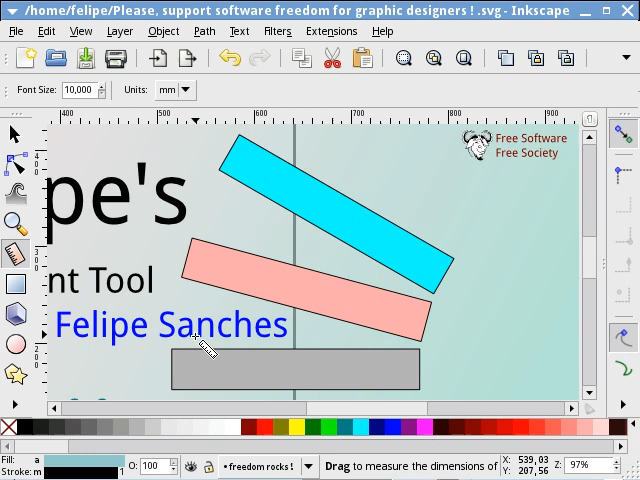 /home/felipe/Please, support software freedom for graphic designers ! .svg - Inkscape
File Edit View Layer Object Path Text Filters Extensions Help
Font Size: 10,000 Units: mm
400 500 600 700 800 900
Free Software
Free Society
pe's
nt Tool
Felipe Sanches
Fill: a
Stroke: m 1
O: 100
• freedom rocks !
Drag to measure the dimensions of
X: 539,03
Y: 207,56
Z: 97%